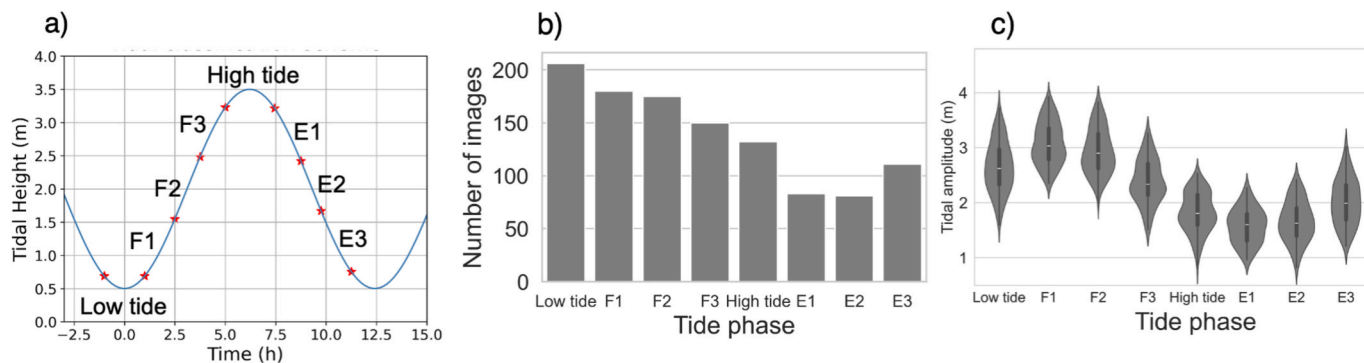 a)
High tide
F3
E1
F2
E2
F1
E3
Low tide
Tidal Height (m)
4.0
3.5
3.0
2.5
2.0
1.5
1.0
0.5
0.0
−2.5
0.0
2.5
5.0
7.5
10.0
12.5
15.0
Time (h)
b)
Number of images
200
150
100
50
0
Low tide
F1
F2
F3
High tide
E1
E2
E3
Tide phase
c)
Tidal amplitude (m)
4
3
2
1
Low tide
F1
F2
F3
High tide
E1
E2
E3
Tide phase